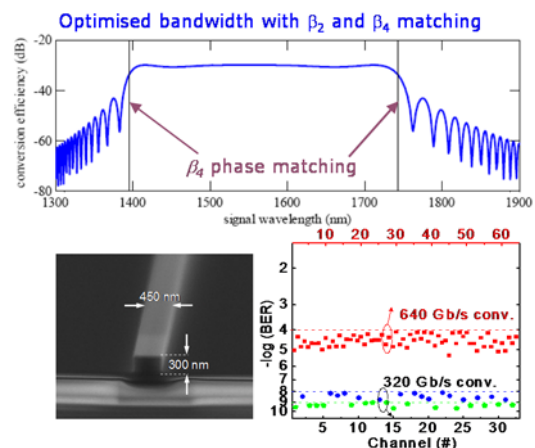 Optimised bandwidth with β2 and β4 matching
conversion efficiency (dB)
-20
-40
-60
-80
β4 phase matching
1300 1400 1500 1600 1700 1800 1900
signal wavelength (nm)
450 nm
300 nm
10 20 30 40 50 60
-log (BER)
2
3
4
5
6
7
8
9
10
640 Gb/s conv.
320 Gb/s conv.
0 5 10 15 20 25 30
Channel (#)